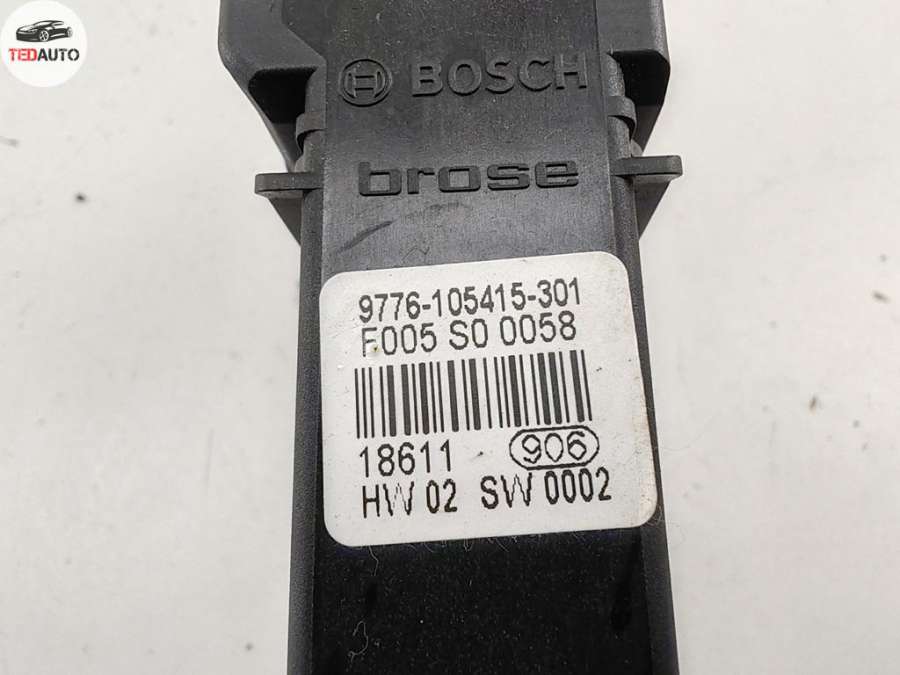 TEDAUTO
BOSCH
brose
9776-105415-301
F005 S0 0058
18611 906
HW 02 SW 0002